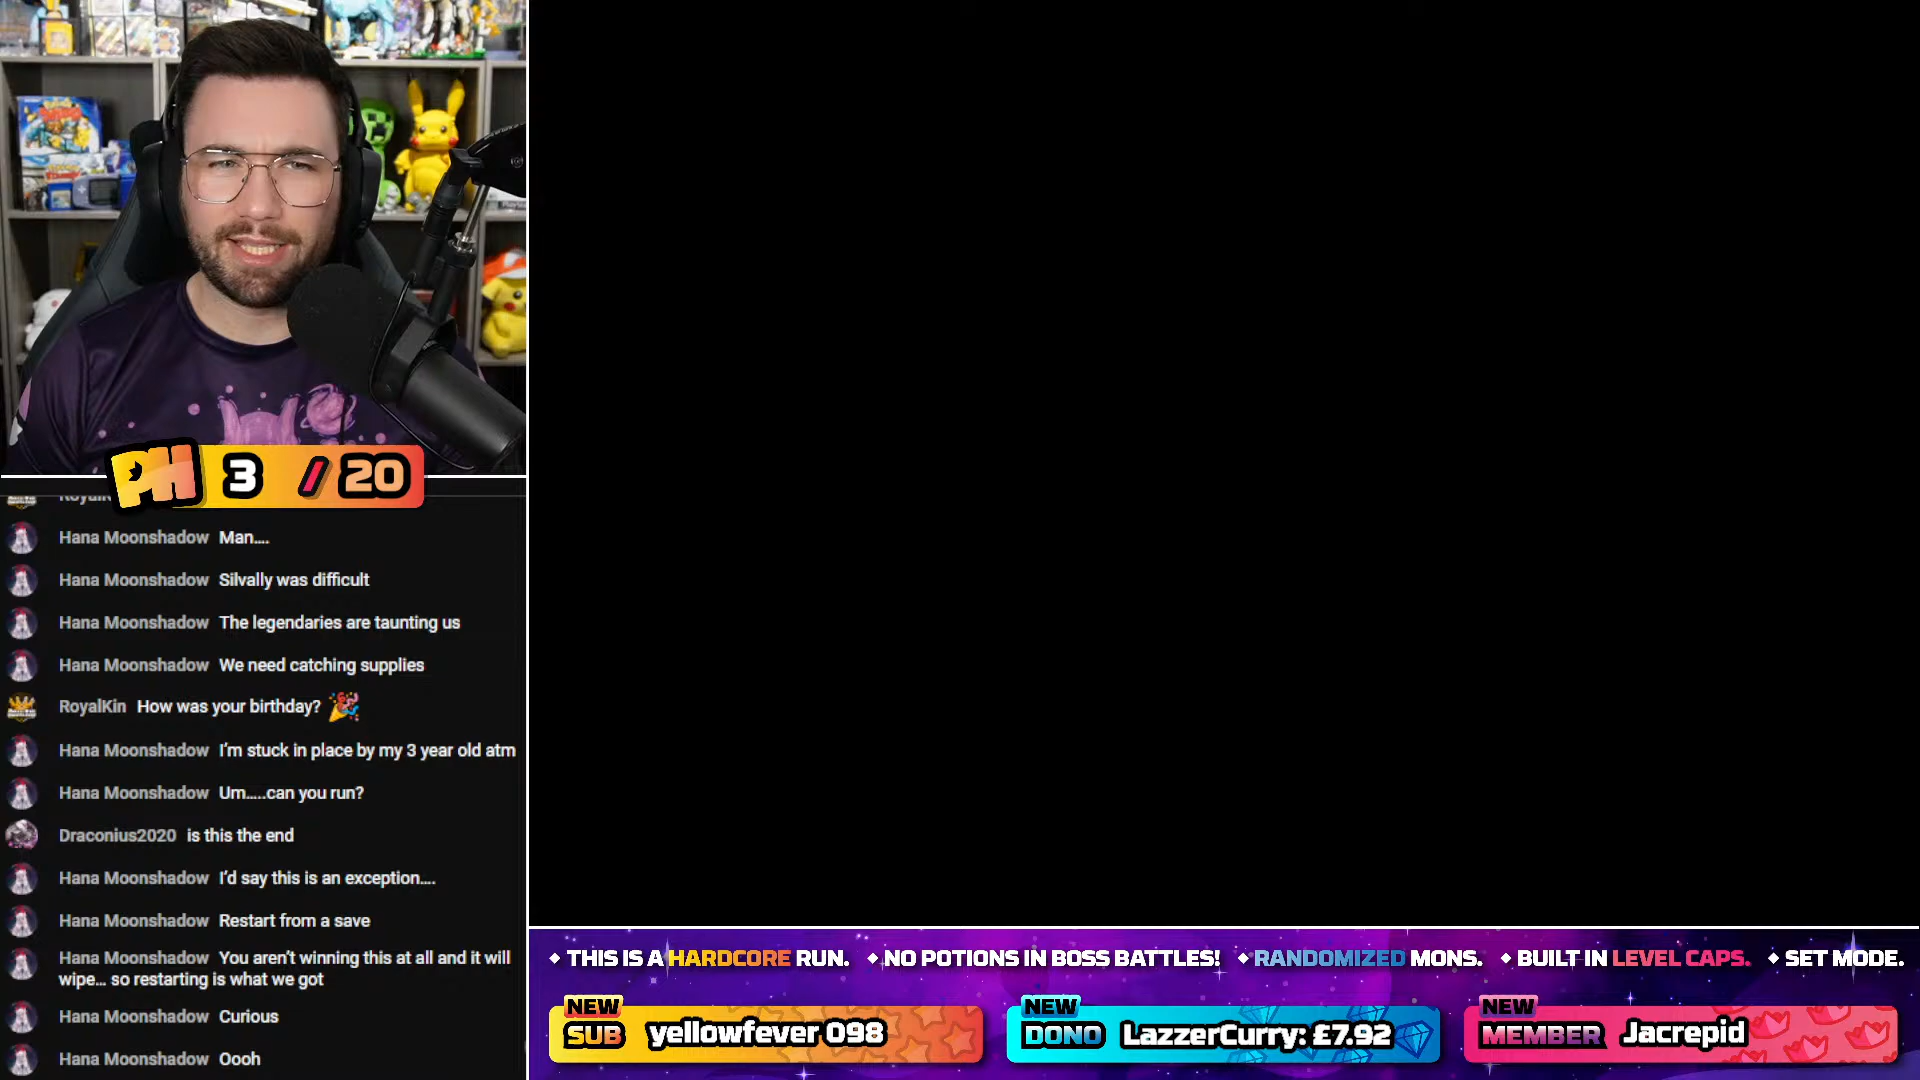 PH 3 / 20
Hana Moonshadow Man....
Hana Moonshadow Silvally was difficult
Hana Moonshadow The legendaries are taunting us
Hana Moonshadow We need catching supplies
RoyalKin How was your birthday?
Hana Moonshadow I'm stuck in place by my 3 year old atm
Hana Moonshadow Um.....can you run?
Draconius2020 is this the end
Hana Moonshadow I'd say this is an exception....
Hana Moonshadow Restart from a save
Hana Moonshadow You aren't winning this at all and it will
wipe... so restarting is what we got
Hana Moonshadow Curious
Hana Moonshadow Oooh
THIS IS A HARDCORE RUN. NO POTIONS IN BOSS BATTLES! RANDOMIZED MONS. BUILT IN LEVEL CAPS. SET MODE.
NEW
SUB yellowfever 098
NEW
DONO LazzerCurry: £7.92
NEW
MEMBER Jacrepid